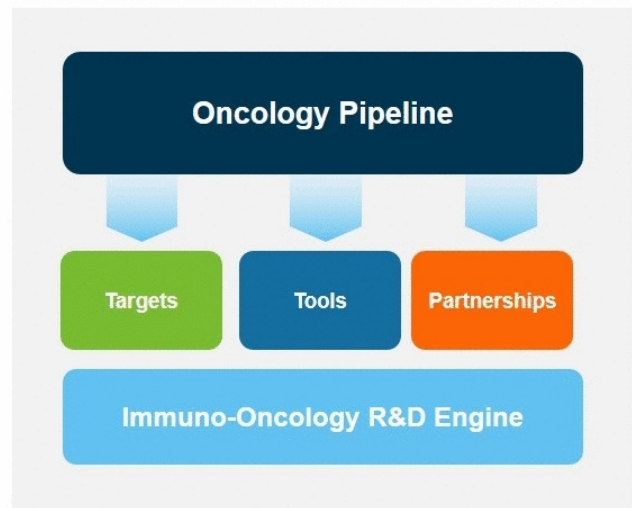 Oncology Pipeline
Targets
Tools
Partnerships
Immuno-Oncology R&D Engine